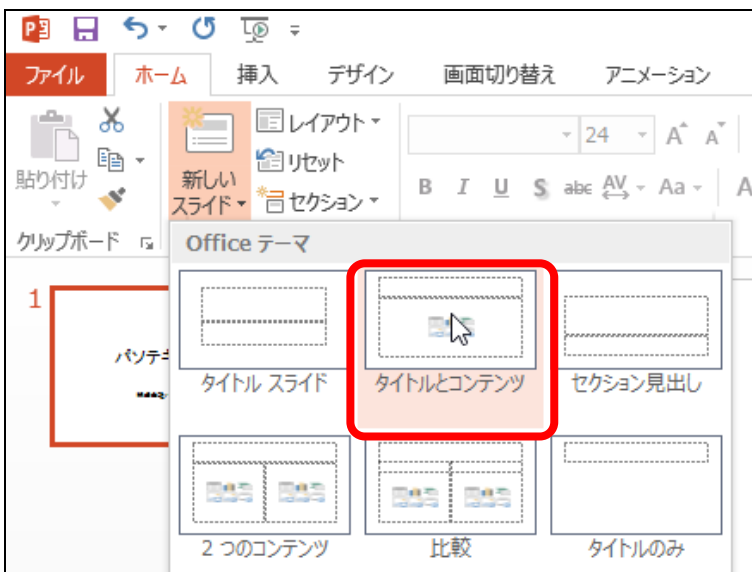 ファイル ホーム 挿入 デザイン 画面切り替え アニメーション
貼り付け
新しい
スライド
レイアウト
リセット
セクション
24 A A
B I U S abc AV Aa A
クリップボード
Office テーマ
1
タイトル スライド タイトルとコンテンツ セクション見出し
2 つのコンテンツ 比較 タイトルのみ